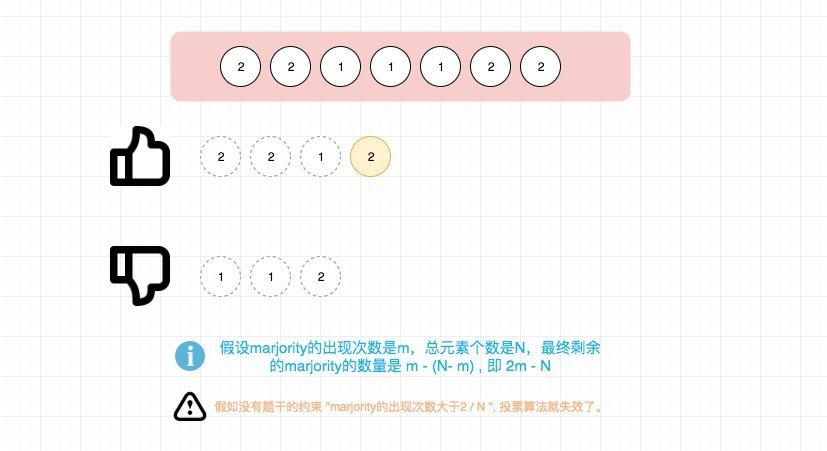 2 2 1 1 1 2 2
2 2 1 2
1 1 2
假设marjority的出现次数是m，总元素个数是N，最终剩余
的marjority的数量是 m - (N- m) , 即 2m - N
假如没有题干的约束 "marjority的出现次数大于2 / N “, 投票算法就失效了。